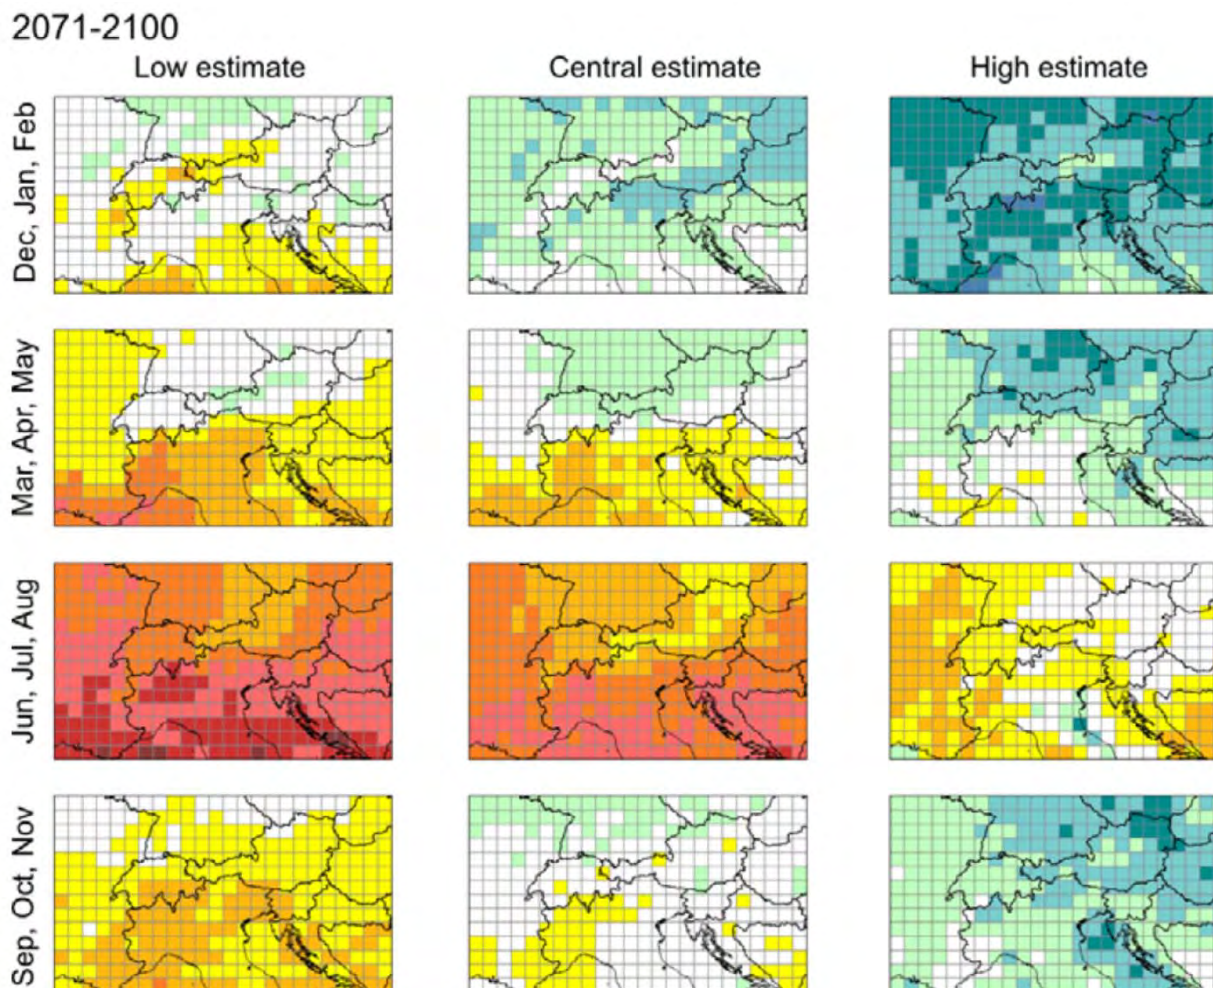 2071-2100
Low estimate
Central estimate
High estimate
Dec, Jan, Feb
Mar, Apr, May
Jun, Jul, Aug
Sep, Oct, Nov